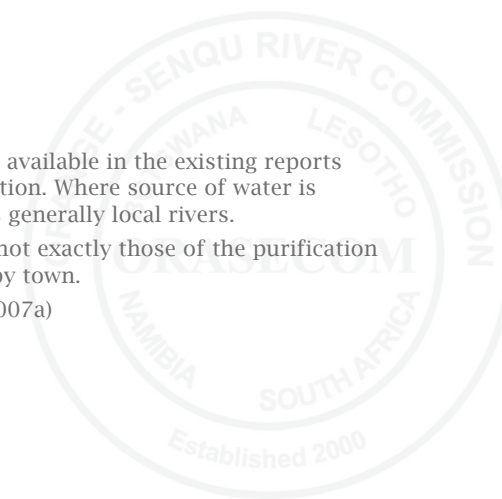 available in the existing reports
tion. Where source of water is
generally local rivers.
not exactly those of the purification
by town.
007a)
ORANGE - SENQU RIVER COMMISSION
BOTSWANA
LESOTHO
ORASECOM
NAMIBIA
SOUTH AFRICA
Established 2000